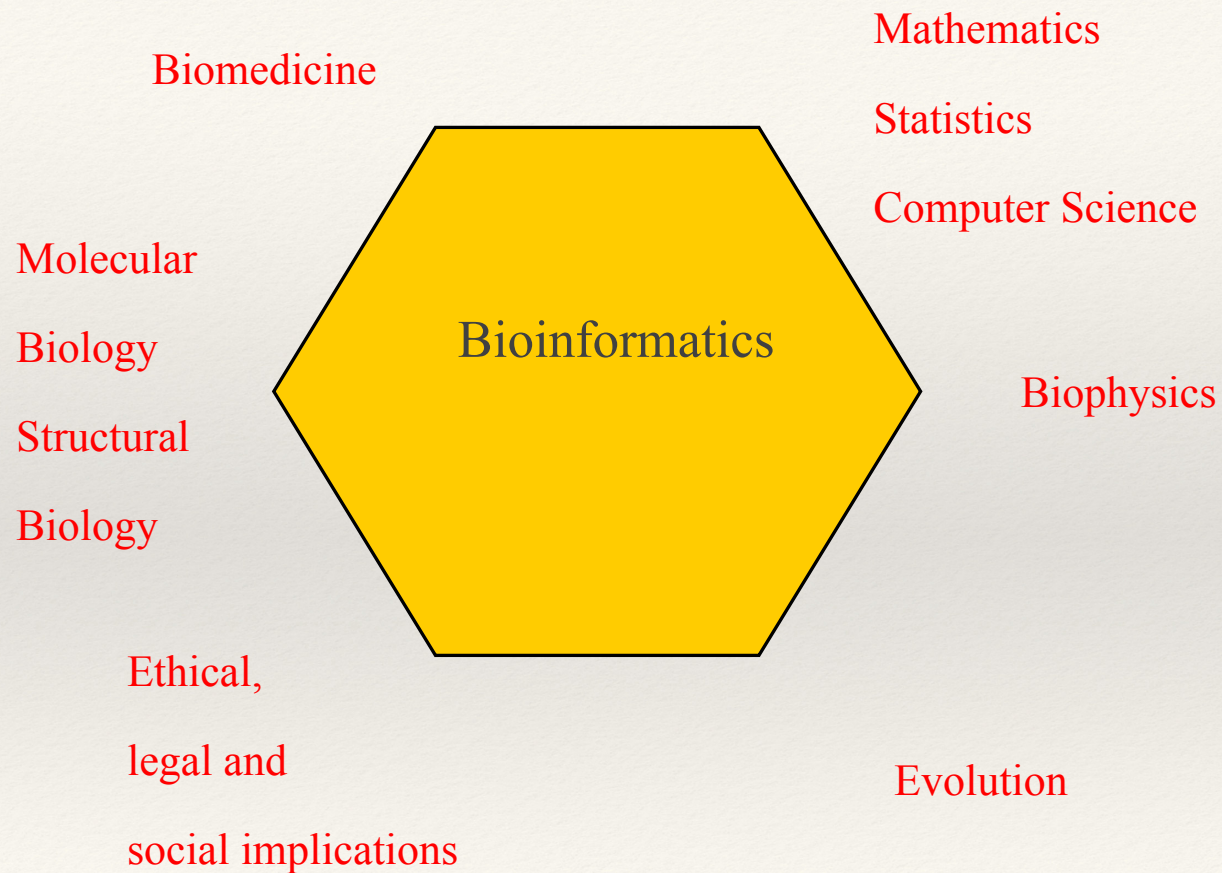 Biomedicine
Mathematics
Statistics
Computer Science
Molecular
Biology
Structural
Biology
Bioinformatics
Biophysics
Ethical,
legal and
social implications
Evolution